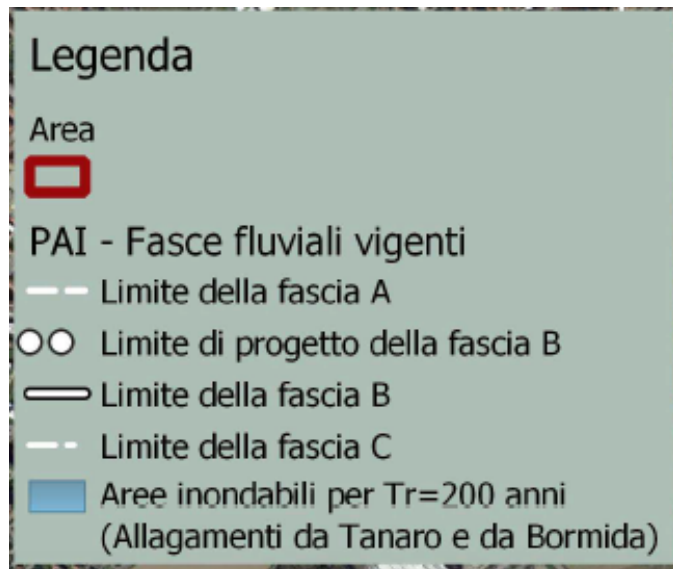 Legenda
Area
PAI - Fasce fluviali vigenti
Limite della fascia A
Limite di progetto della fascia B
Limite della fascia B
Limite della fascia C
Aree inondabili per Tr=200 anni
(Allagamenti da Tanaro e da Bormida)